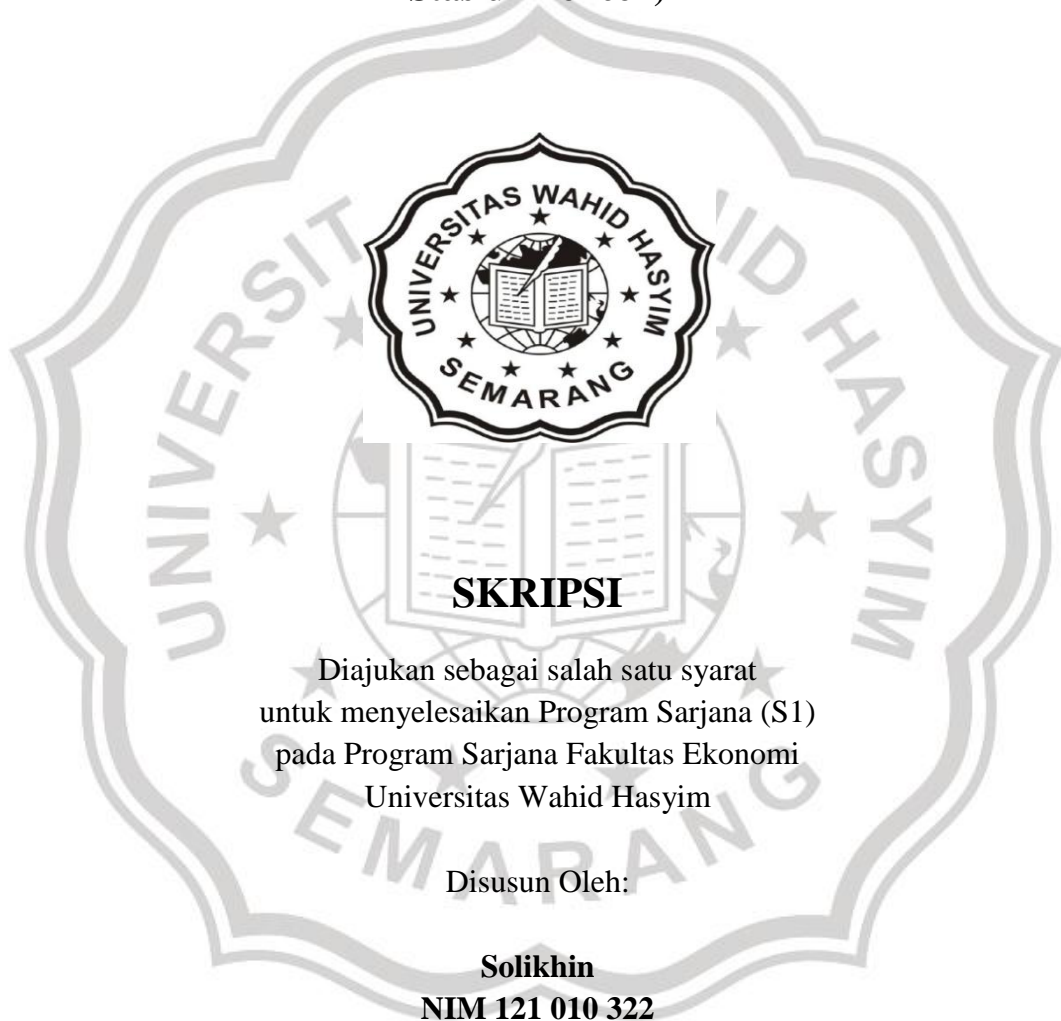 UNIVERSITAS WAHID HASYIM
SEMARANG
SKRIPSI
Diajukan sebagai salah satu syarat
untuk menyelesaikan Program Sarjana (S1)
pada Program Sarjana Fakultas Ekonomi
Universitas Wahid Hasyim
Disusun Oleh:
Solikhin
NIM 121 010 322